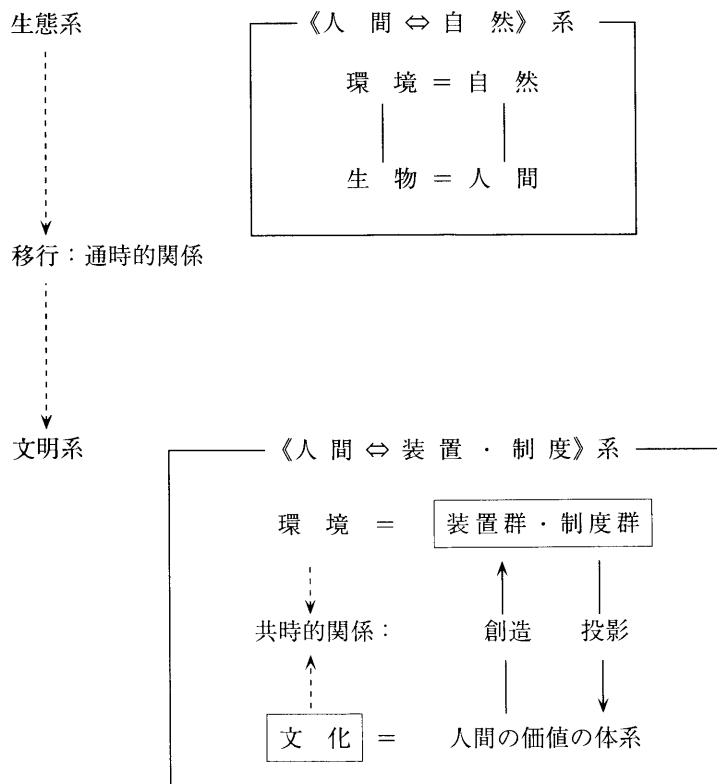 生態系
《人間⇔自然》系
環境＝自然
生物＝人間
移行：通時的関係
文明系
《人間⇔装置・制度》系
環境＝装置群・制度群
共時的関係：創造 投影
文化＝人間の価値の体系